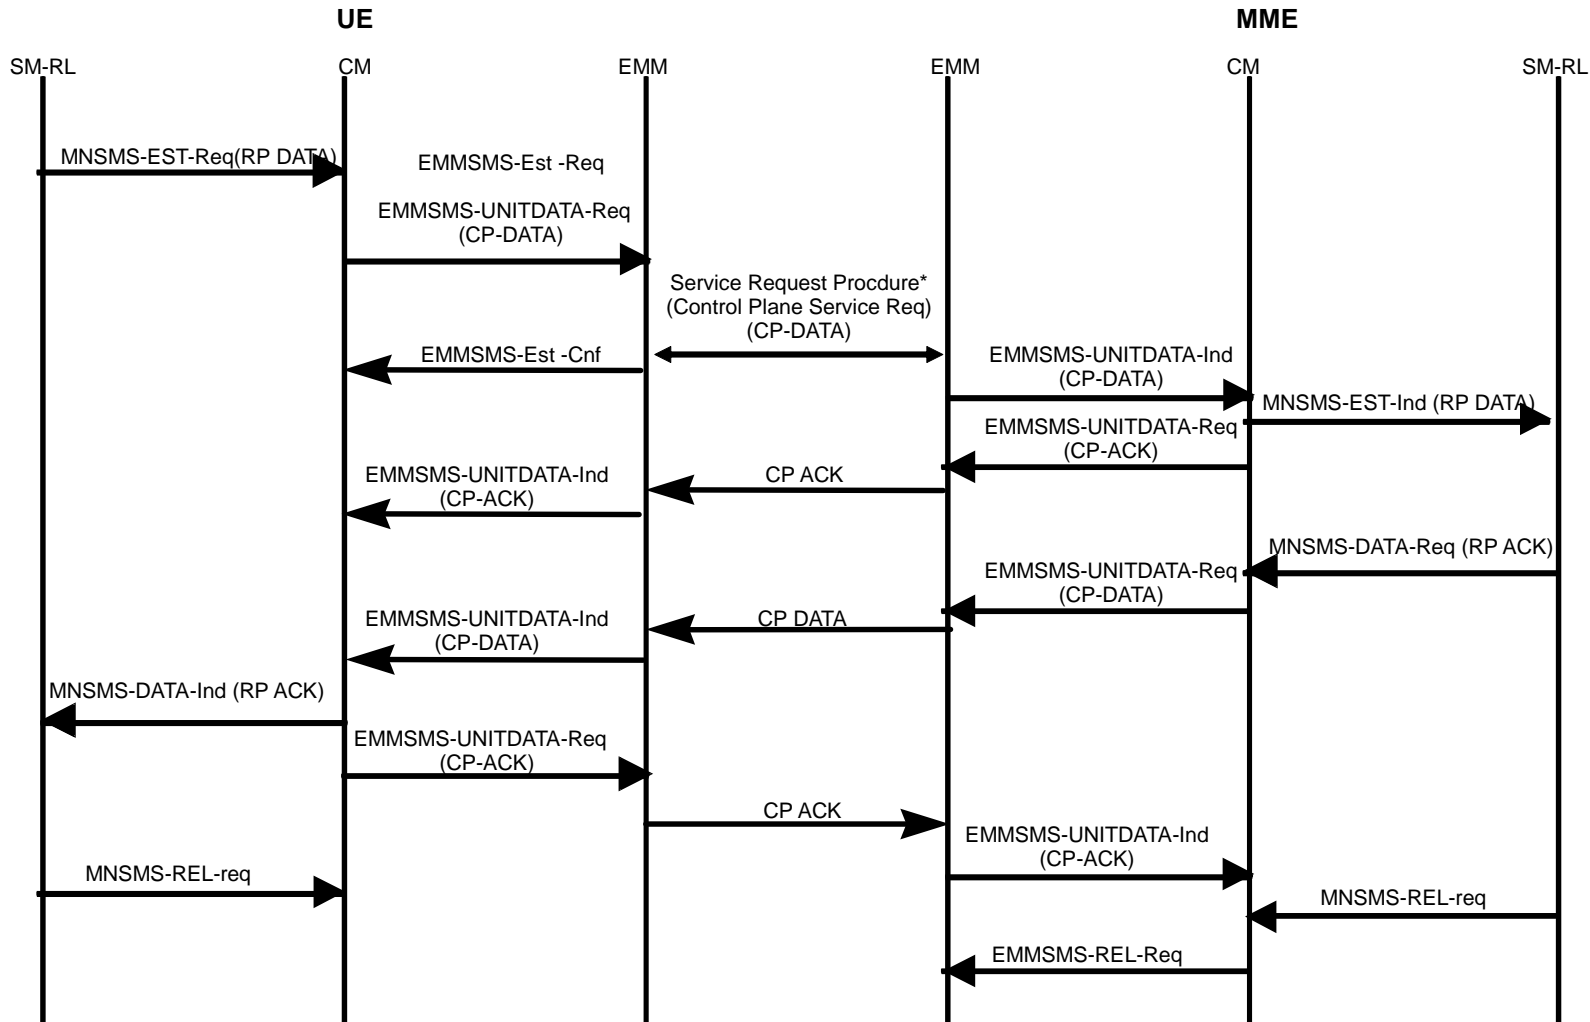 UE
MME
SM-RL
CM
EMM
EMM
CM
SM-RL
MNSMS-EST-Req(RP DATA)
EMMSMS-Est -Req
EMMSMS-UNITDATA-Req
(CP-DATA)
Service Request Procdure*
(Control Plane Service Req)
(CP-DATA)
EMMSMS-Est -Cnf
EMMSMS-UNITDATA-Ind
(CP-DATA)
MNSMS-EST-Ind (RP DATA)
EMMSMS-UNITDATA-Req
(CP-ACK)
CP ACK
EMMSMS-UNITDATA-Ind
(CP-ACK)
MNSMS-DATA-Req (RP ACK)
EMMSMS-UNITDATA-Req
(CP-DATA)
CP DATA
EMMSMS-UNITDATA-Ind
(CP-DATA)
MNSMS-DATA-Ind (RP ACK)
EMMSMS-UNITDATA-Req
(CP-ACK)
CP ACK
EMMSMS-UNITDATA-Ind
(CP-ACK)
MNSMS-REL-req
MNSMS-REL-req
EMMSMS-REL-Req